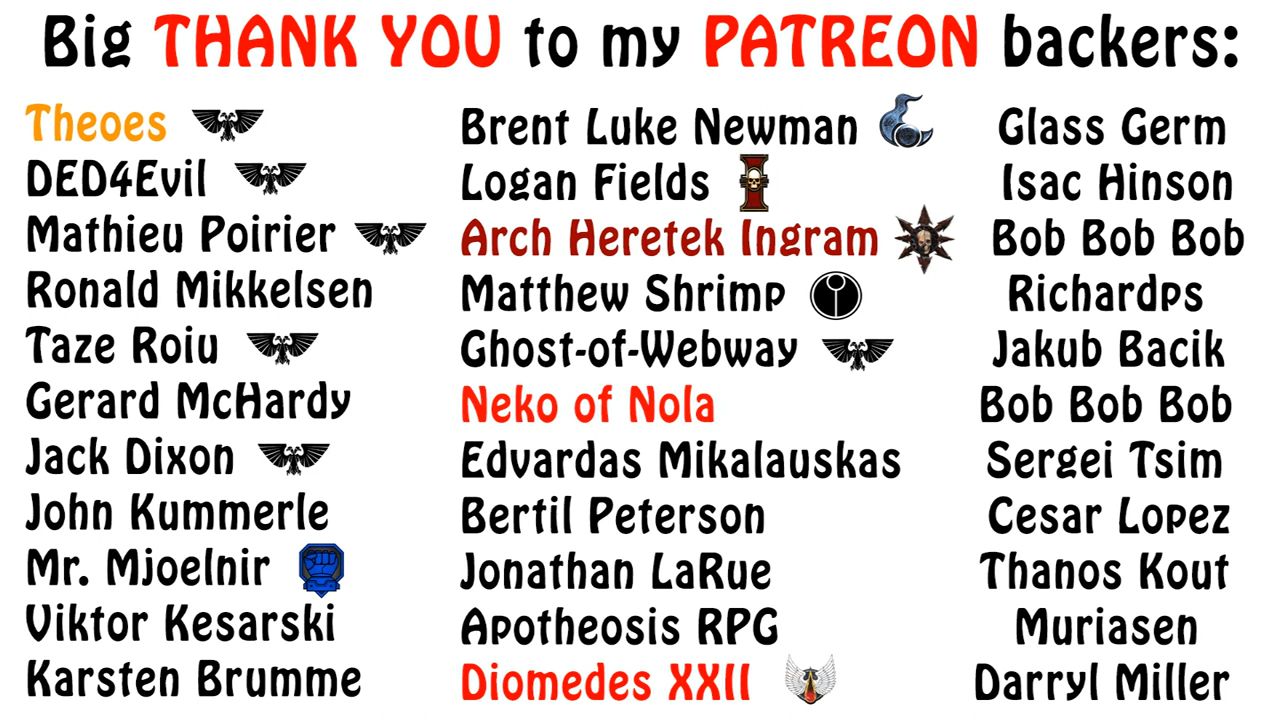 Big THANK YOU to my PATREON backers:
Theoes
DED4Evil
Mathieu Poirier
Ronald Mikkelsen
Taze Roiu
Gerard McHardy
Jack Dixon
John Kummerle
Mr. Mjoelnir
Viktor Kesarski
Karsten Brumme
Brent Luke Newman
Logan Fields
Arch Heretek Ingram
Matthew Shrimp
Ghost-of-Webway
Neko of Nola
Edvardas Mikalauskas
Bertil Peterson
Jonathan LaRue
Apotheosis RPG
Diomedes XXII
Glass Germ
Isac Hinson
Bob Bob Bob
Richardps
Jakub Bacik
Bob Bob Bob
Sergei Tsim
Cesar Lopez
Thanos Kout
Muriasen
Darryl Miller